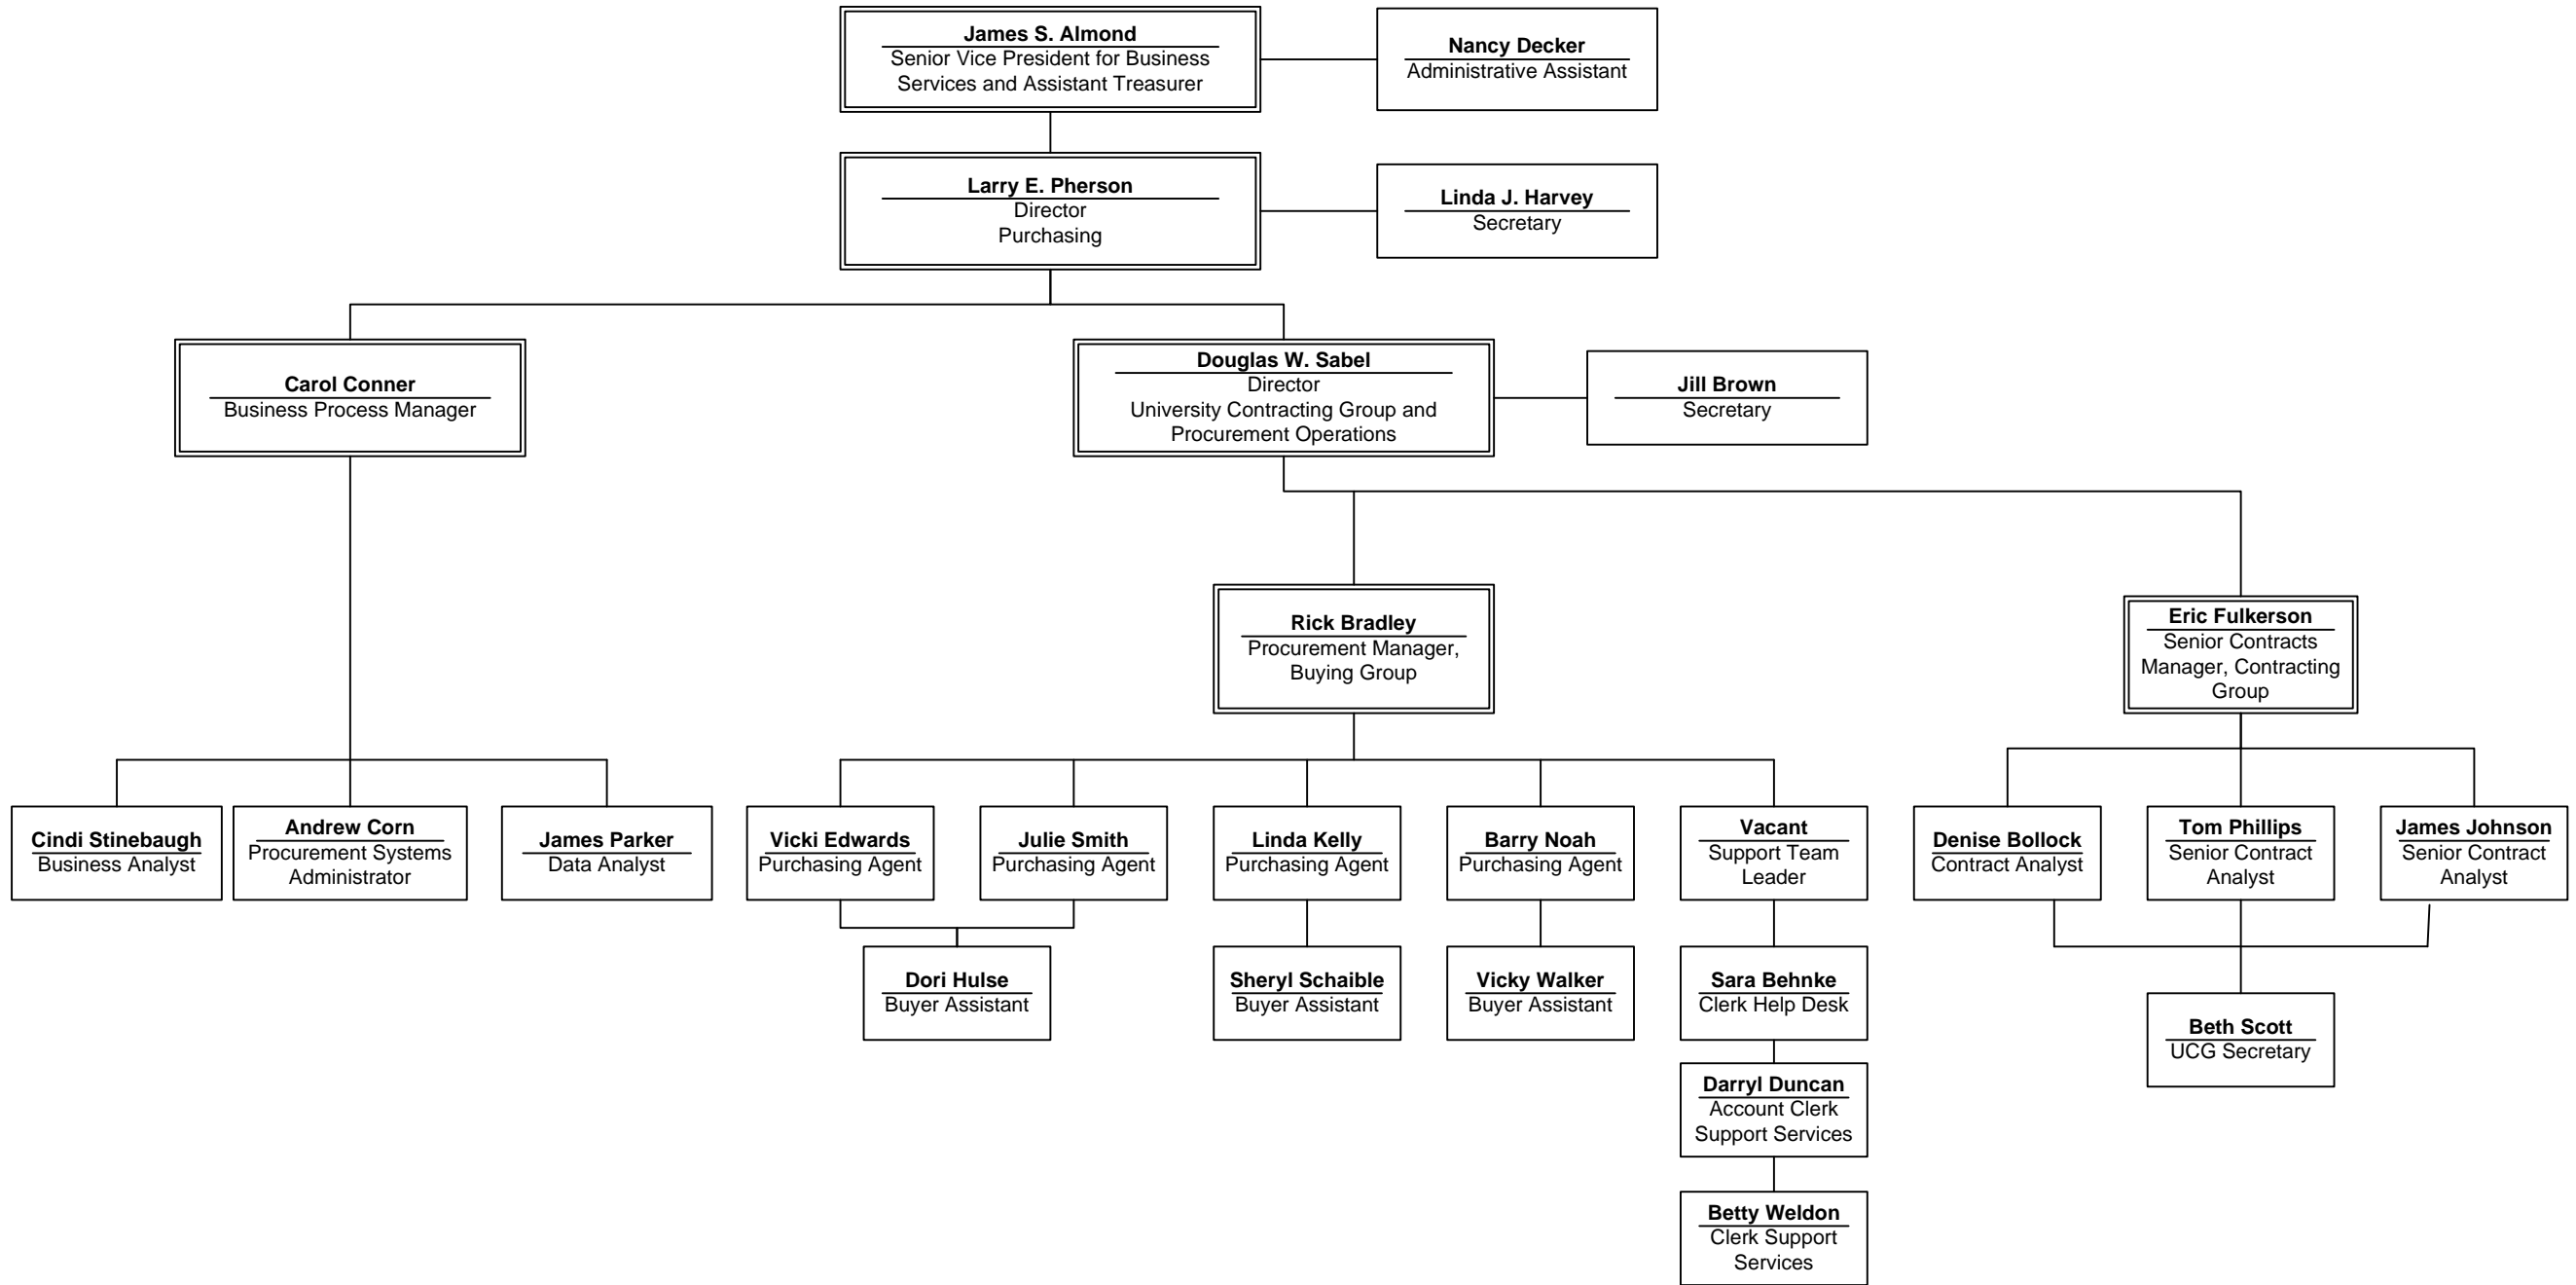 James S. Almond
Senior Vice President for Business
Services and Assistant Treasurer
Nancy Decker
Administrative Assistant
Larry E. Pherson
Director
Purchasing
Linda J. Harvey
Secretary
Carol Conner
Business Process Manager
Douglas W. Sabel
Director
University Contracting Group and
Procurement Operations
Jill Brown
Secretary
Rick Bradley
Procurement Manager,
Buying Group
Eric Fulkerson
Senior Contracts
Manager, Contracting
Group
Cindi Stinebaugh
Business Analyst
Andrew Corn
Procurement Systems
Administrator
James Parker
Data Analyst
Vicki Edwards
Purchasing Agent
Julie Smith
Purchasing Agent
Linda Kelly
Purchasing Agent
Barry Noah
Purchasing Agent
Vacant
Support Team
Leader
Denise Bollock
Contract Analyst
Tom Phillips
Senior Contract
Analyst
James Johnson
Senior Contract
Analyst
Dori Hulse
Buyer Assistant
Sheryl Schaible
Buyer Assistant
Vicky Walker
Buyer Assistant
Sara Behnke
Clerk Help Desk
Beth Scott
UCG Secretary
Darryl Duncan
Account Clerk
Support Services
Betty Weldon
Clerk Support
Services